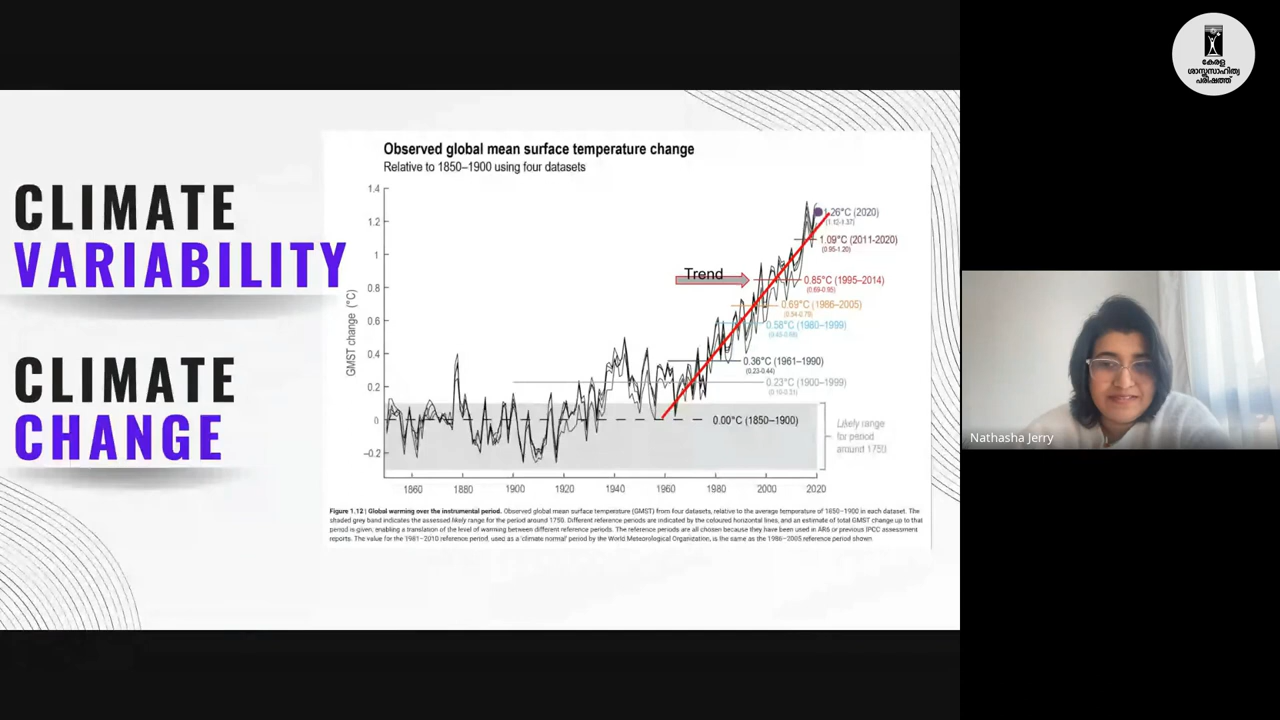 CLIMATE
VARIABILITY
CLIMATE
CHANGE
Observed global mean surface temperature change
Relative to 1850–1900 using four datasets
GMST change (°C)
1.4
1.2
1
0.8
0.6
0.4
0.2
0
–0.2
1860
1880
1900
1920
1940
1960
1980
2000
2020
Trend
1.26°C (2020)
(1.12-1.37)
1.09°C (2011-2020)
(0.95-1.20)
0.85°C (1995–2014)
(0.69-0.95)
0.69°C (1986–2005)
(0.54-0.79)
0.58°C (1980–1999)
0.36°C (1961–1990)
(0.23-0.44)
0.23°C (1900–1999)
0.00°C (1850–1900)
Likely range
for period
around 1750
Figure 1.12 | Global warming over the instrumental period. Observed global mean surface temperature (GMST) from four datasets, relative to the average temperature of 1850–1900 in each dataset. The
shaded grey band indicates the assessed likely range for the period around 1750. Different reference periods are indicated by the coloured horizontal lines, and an estimate of total GMST change up to that
period is given, enabling a translation of the level of warming between different reference periods. The reference periods are all chosen because they have been used in AR6 or previous IPCC assessment
reports. The value for the 1981–2010 reference period, used as a 'climate normal' period by the World Meteorological Organization, is the same as the 1986–2005 reference period shown
കേരള
ശാസ്ത്രസാഹിത്യ
പരിഷത്ത്
Nathasha Jerry